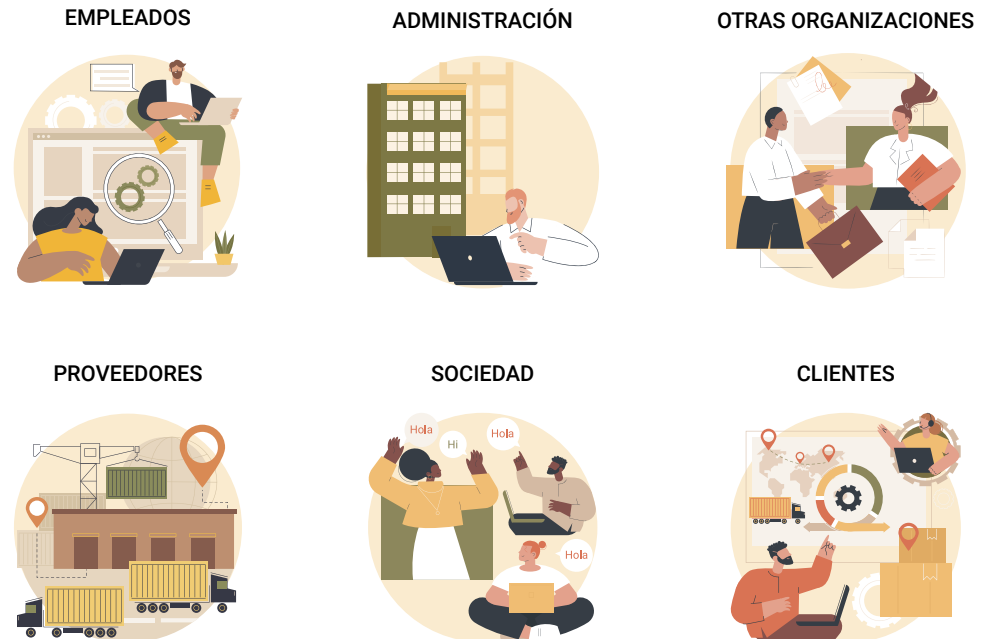 EMPLEADOS
ADMINISTRACIÓN
OTRAS ORGANIZACIONES
PROVEEDORES
SOCIEDAD
CLIENTES
Hola
Hi
Hola
Hola